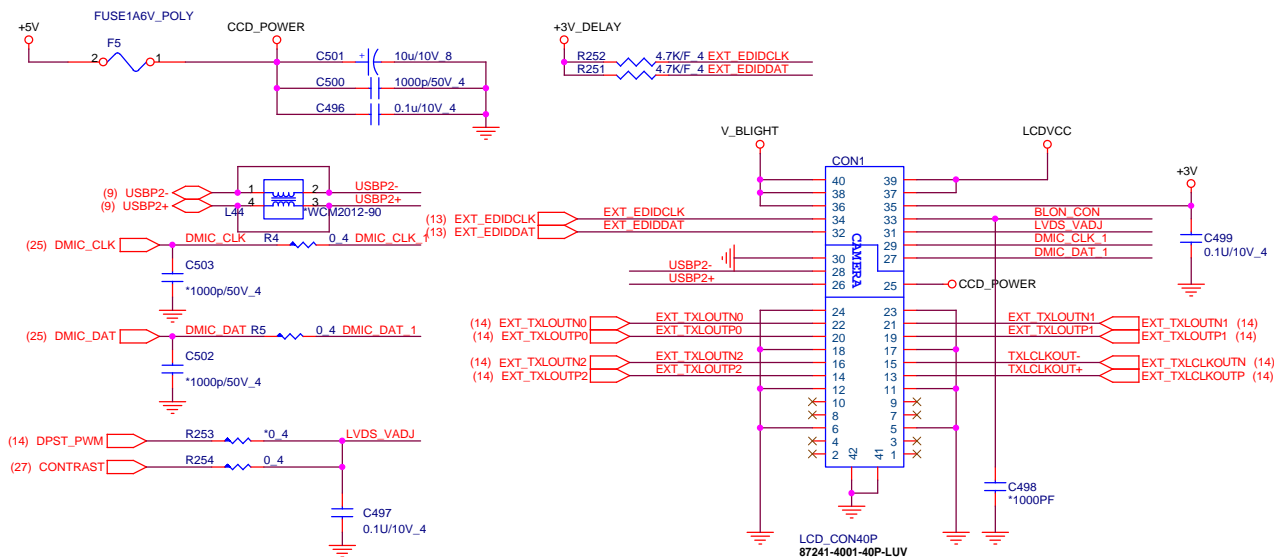 FUSE1A6V_POLY
+5V
CCD_POWER
F5
2
1
C501
+
10u/10V_8
C500
1000p/50V_4
C496
0.1u/10V_4
+3V_DELAY
R252
4.7K/F_4
EXT_EDIDCLK
R251
4.7K/F_4
EXT_EDIDDAT
(9) USBP2-
1
2
USBP2-
(9) USBP2+
4
3
USBP2+
L44
*WCM2012-90
(25) DMIC_CLK
DMIC_CLK
R4
0_4
DMIC_CLK_1
C503
*1000p/50V_4
(25) DMIC_DAT
DMIC_DAT
R5
0_4
DMIC_DAT_1
C502
*1000p/50V_4
(14) DPST_PWM
R253
*0_4
LVDS_VADJ
(27) CONTRAST
R254
0_4
C497
0.1U/10V_4
V_BLIGHT
LCDVCC
CON1
+3V
40
39
38
37
36
35
(13) EXT_EDIDCLK
EXT_EDIDCLK
34
33
BLON_CON
(13) EXT_EDIDDAT
EXT_EDIDDAT
32
31
LVDS_VADJ
29
DMIC_CLK_1
30
27
DMIC_DAT_1
CAMERA
C499
0.1U/10V_4
USBP2-
28
USBP2+
26
25
CCD_POWER
24
23
(14) EXT_TXLOUTN0
EXT_TXLOUTN0
22
21
EXT_TXLOUTN1
EXT_TXLOUTN1 (14)
(14) EXT_TXLOUTP0
EXT_TXLOUTP0
20
19
EXT_TXLOUTP1
EXT_TXLOUTP1 (14)
18
17
(14) EXT_TXLOUTN2
EXT_TXLOUTN2
16
15
TXLCLKOUT-
EXT_TXLCLKOUTN (14)
(14) EXT_TXLOUTP2
EXT_TXLOUTP2
14
13
TXLCLKOUT+
EXT_TXLCLKOUTP (14)
12
11
10
9
8
7
6
5
4
3
2
1
42
41
C498
*1000PF
LCD_CON40P
87241-4001-40P-LUV